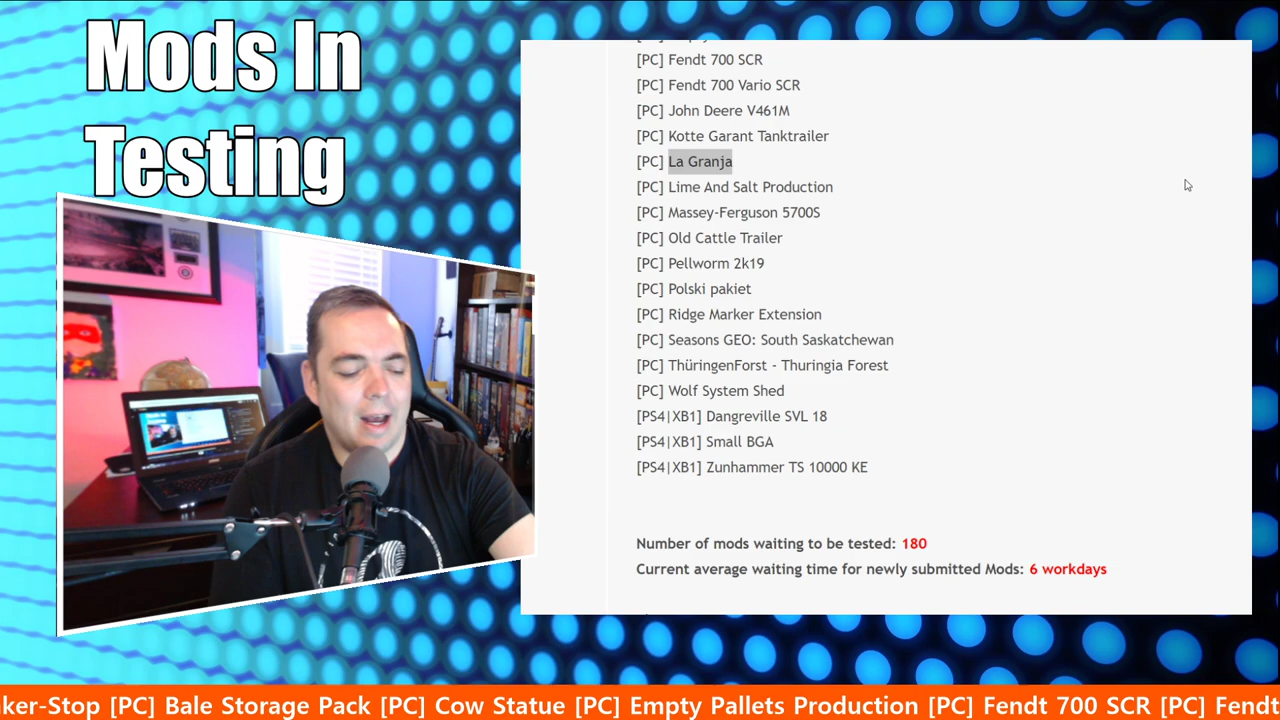 Mods In
Testing
[PC] Fendt 700 SCR
[PC] Fendt 700 Vario SCR
[PC] John Deere V461M
[PC] Kotte Garant Tanktrailer
[PC] La Granja
[PC] Lime And Salt Production
[PC] Massey-Ferguson 5700S
[PC] Old Cattle Trailer
[PC] Pellworm 2k19
[PC] Polski pakiet
[PC] Ridge Marker Extension
[PC] Seasons GEO: South Saskatchewan
[PC] ThüringenForst - Thuringia Forest
[PC] Wolf System Shed
[PS4|XB1] Dangreville SVL 18
[PS4|XB1] Small BGA
[PS4|XB1] Zunhammer TS 10000 KE
Number of mods waiting to be tested: 180
Current average waiting time for newly submitted Mods: 6 workdays
ker-Stop [PC] Bale Storage Pack [PC] Cow Statue [PC] Empty Pallets Production [PC] Fendt 700 SCR [PC] Fendt